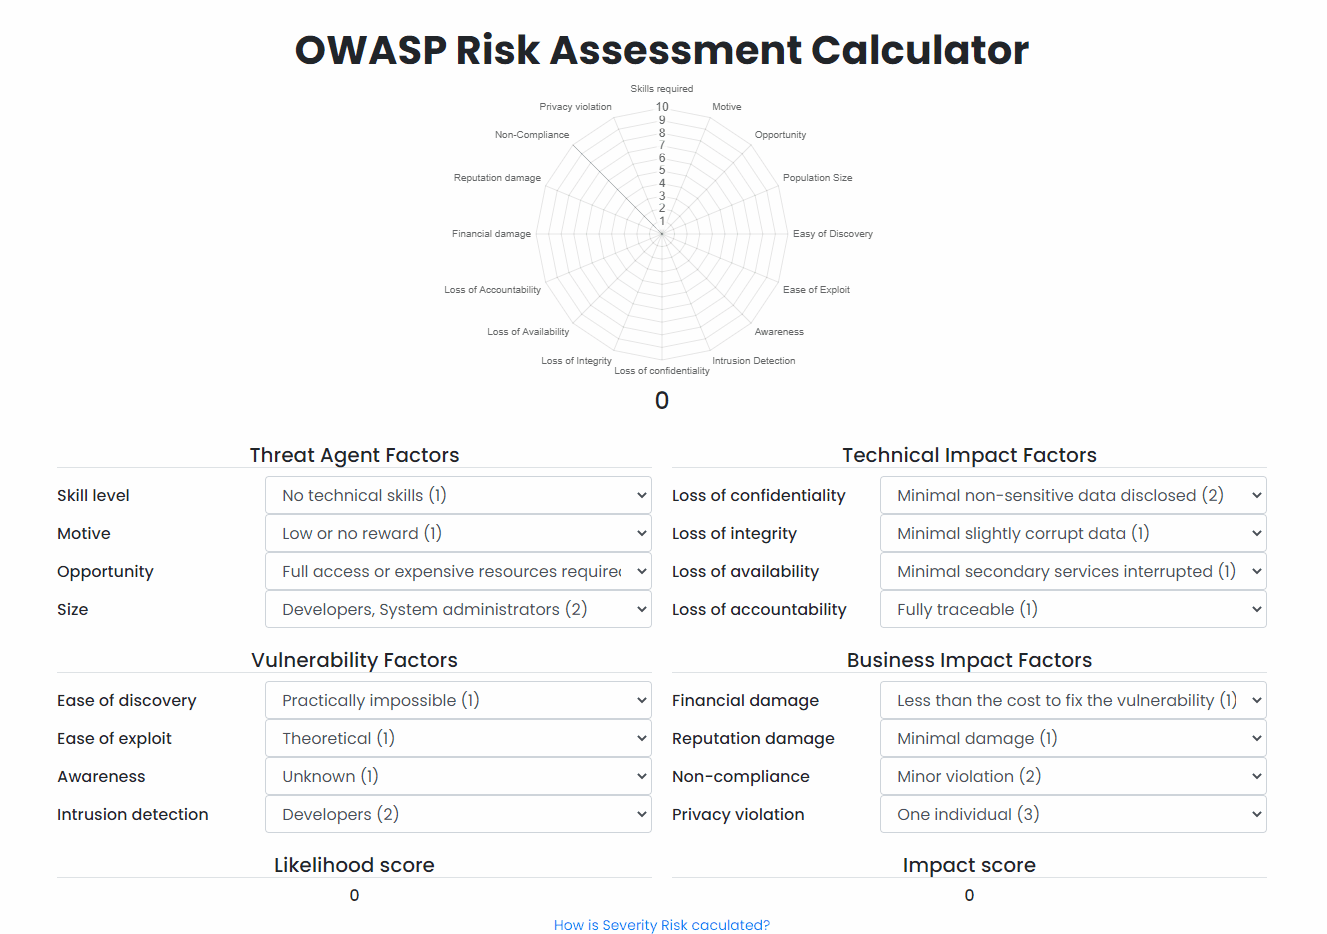 OWASP Risk Assessment Calculator
Skills required
Privacy violation
10
Motive
Non-Compliance
9
8
Opportunity
7
6
Reputation damage
5
Population Size
4
3
2
1
Financial damage
Easy of Discovery
Loss of Accountability
Ease of Exploit
Loss of Availability
Awareness
Loss of Integrity
Intrusion Detection
Loss of confidentiality
0
Threat Agent Factors
Skill level No technical skills (1)
Motive Low or no reward (1)
Opportunity Full access or expensive resources required
Size Developers, System administrators (2)
Technical Impact Factors
Loss of confidentiality Minimal non-sensitive data disclosed (2)
Loss of integrity Minimal slightly corrupt data (1)
Loss of availability Minimal secondary services interrupted (1)
Loss of accountability Fully traceable (1)
Vulnerability Factors
Ease of discovery Practically impossible (1)
Ease of exploit Theoretical (1)
Awareness Unknown (1)
Intrusion detection Developers (2)
Business Impact Factors
Financial damage Less than the cost to fix the vulnerability (1)
Reputation damage Minimal damage (1)
Non-compliance Minor violation (2)
Privacy violation One individual (3)
Likelihood score
0
Impact score
0
How is Severity Risk caculated?